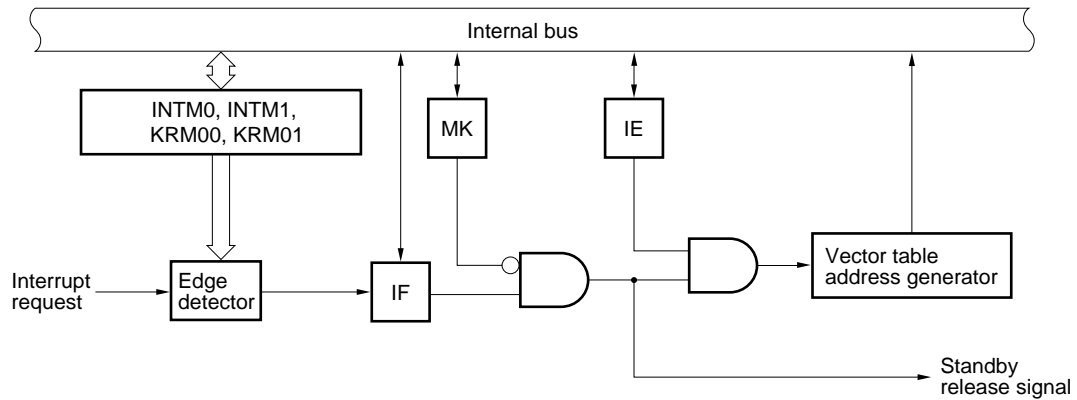 Internal bus
INTM0, INTM1,
KRM00, KRM01
MK
IE
Interrupt
request
Edge
detector
IF
Vector table
address generator
Standby
release signal